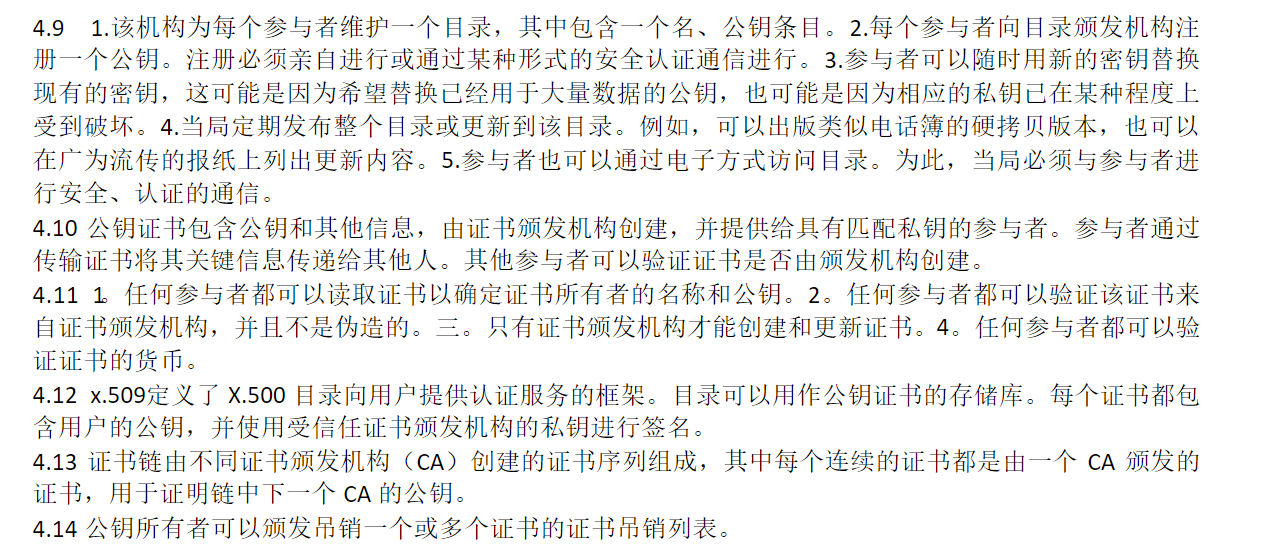 4.9 1.该机构为每个参与者维护一个目录，其中包含一个名、公钥条目。2.每个参与者向目录颁发机构注
册一个公钥。注册必须亲自进行或通过某种形式的安全认证通信进行。3.参与者可以随时用新的密钥替换
现有的密钥，这可能是因为希望替换已经用于大量数据的公钥，也可能是因为相应的私钥已在某种程度上
受到破坏。4.当局定期发布整个目录或更新到该目录。例如，可以出版类似电话簿的硬拷贝版本，也可以
在广为流传的报纸上列出更新内容。5.参与者也可以通过电子方式访问目录。为此，当局必须与参与者进
行安全、认证的通信。
4.10 公钥证书包含公钥和其他信息，由证书颁发机构创建，并提供给具有匹配私钥的参与者。参与者通过
传输证书将其关键信息传递给其他人。其他参与者可以验证证书是否由颁发机构创建。
4.11 1。任何参与者都可以读取证书以确定证书所有者的名称和公钥。2。任何参与者都可以验证该证书来
自证书颁发机构，并且不是伪造的。三。只有证书颁发机构才能创建和更新证书。4。任何参与者都可以验
证证书的货币。
4.12 x.509定义了 X.500 目录向用户提供认证服务的框架。目录可以用作公钥证书的存储库。每个证书都包
含用户的公钥，并使用受信任证书颁发机构的私钥进行签名。
4.13 证书链由不同证书颁发机构（CA）创建的证书序列组成，其中每个连续的证书都是由一个 CA 颁发的
证书，用于证明链中下一个 CA 的公钥。
4.14 公钥所有者可以颁发吊销一个或多个证书的证书吊销列表。